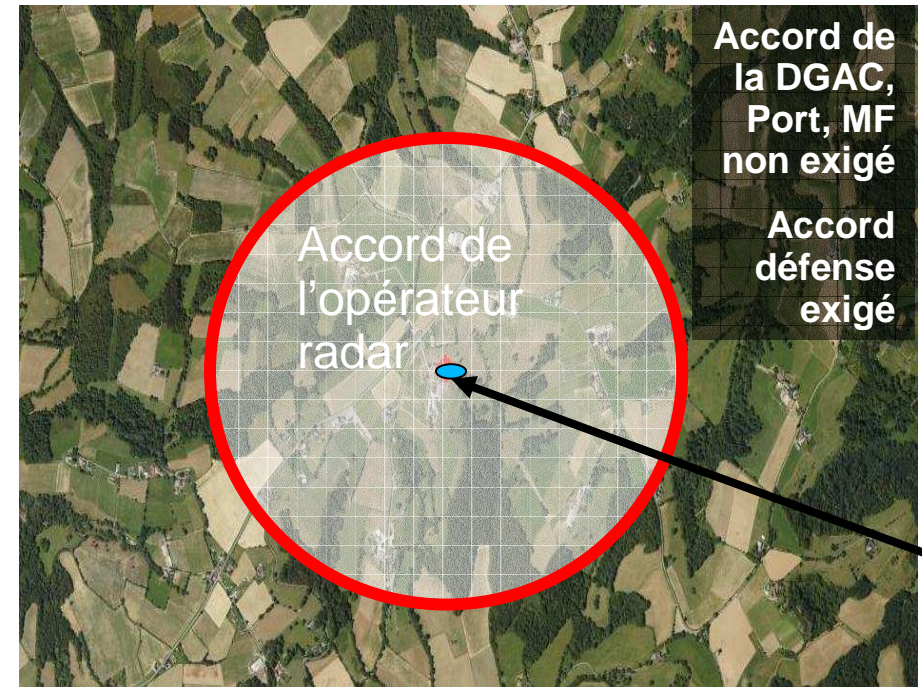 Accord de
la DGAC,
Port, MF
non exigé
Accord
défense
exigé
Accord de
l'opérateur
radar